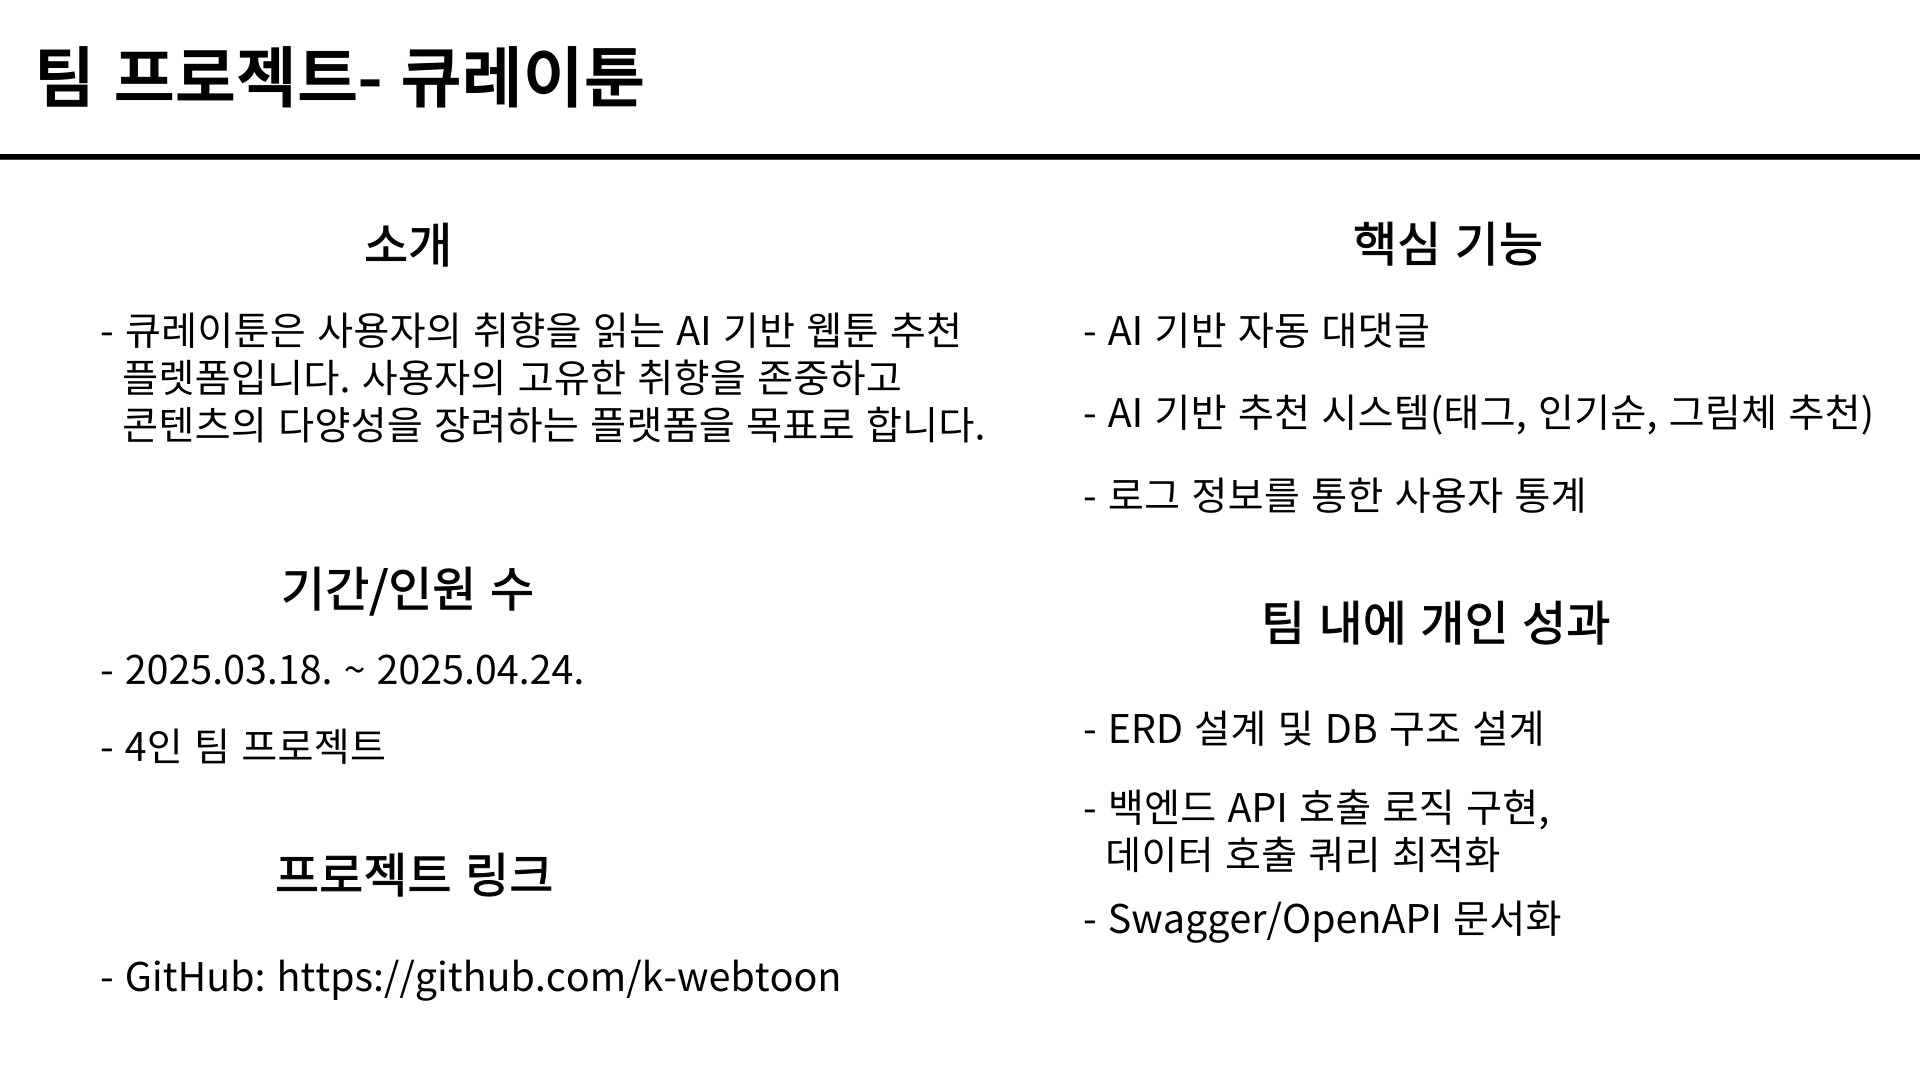 팀 프로젝트- 큐레이툰
소개
- 큐레이툰은 사용자의 취향을 읽는 AI 기반 웹툰 추천
플렛폼입니다. 사용자의 고유한 취향을 존중하고
콘텐츠의 다양성을 장려하는 플랫폼을 목표로 합니다.
기간/인원 수
- 2025.03.18. ~ 2025.04.24.
- 4인 팀 프로젝트
프로젝트 링크
- GitHub: https://github.com/k-webtoon
핵심 기능
- AI 기반 자동 대댓글
- AI 기반 추천 시스템(태그, 인기순, 그림체 추천)
- 로그 정보를 통한 사용자 통계
팀 내에 개인 성과
- ERD 설계 및 DB 구조 설계
- 백엔드 API 호출 로직 구현,
데이터 호출 쿼리 최적화
- Swagger/OpenAPI 문서화